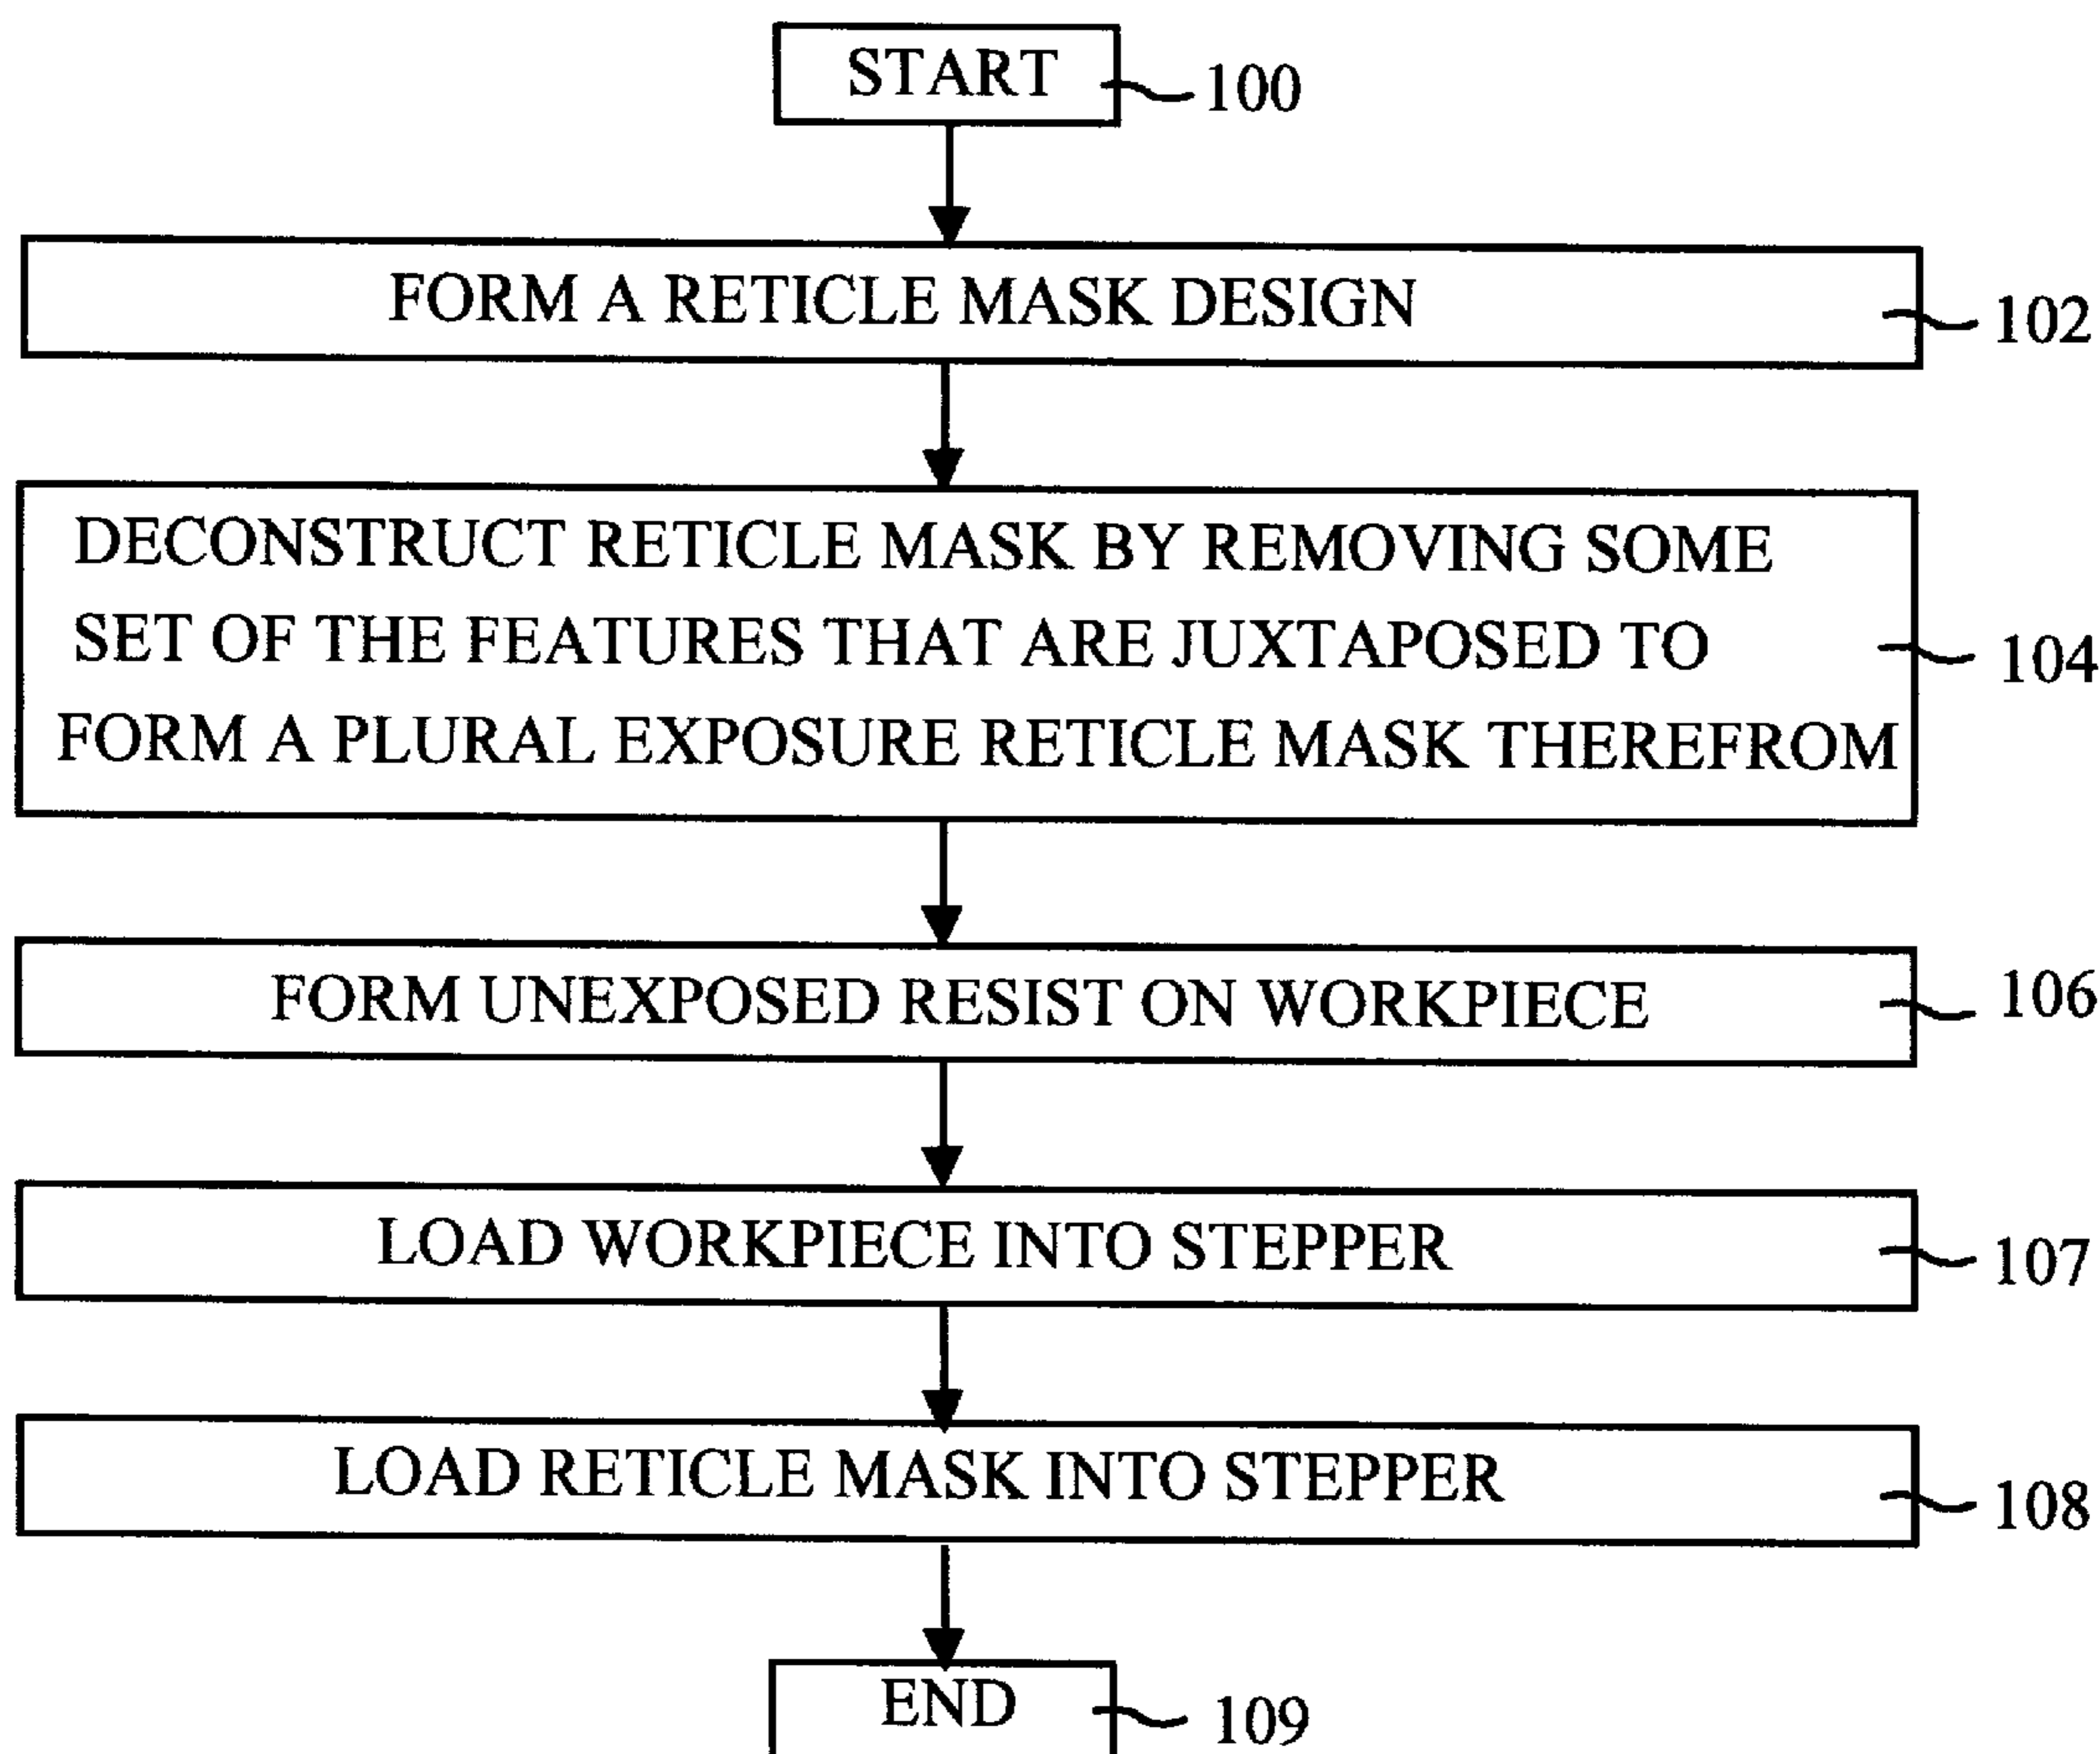 START
100
FORM A RETICLE MASK DESIGN
102
DECONSTRUCT RETICLE MASK BY REMOVING SOME
SET OF THE FEATURES THAT ARE JUXTAPOSED TO
FORM A PLURAL EXPOSURE RETICLE MASK THEREFROM
104
FORM UNEXPOSED RESIST ON WORKPIECE
106
LOAD WORKPIECE INTO STEPPER
107
LOAD RETICLE MASK INTO STEPPER
108
END
109